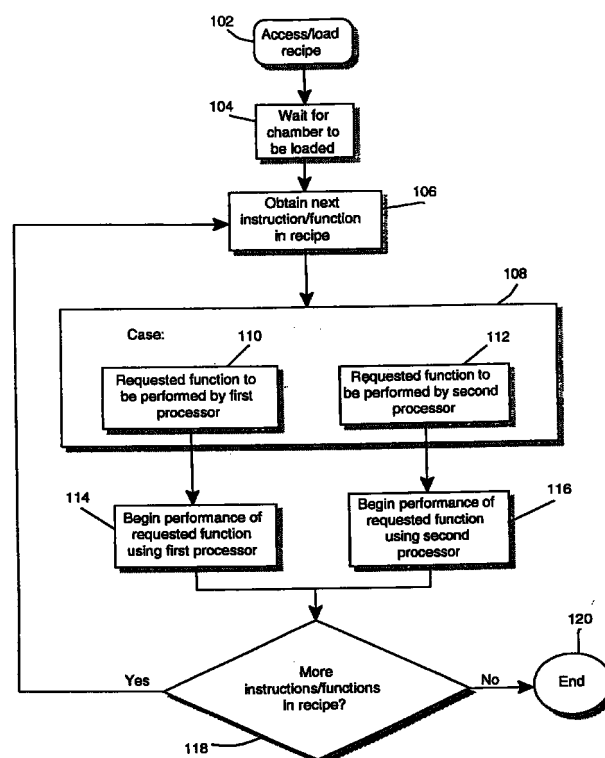 102
Access/load
recipe
104
Wait for
chamber to
be loaded
106
Obtain next
instruction/function
in recipe
108
Case:
110
Requested function to
be performed by first
processor
112
Requested function to
be performed by second
processor
114
Begin performance of
requested function
using first processor
116
Begin performance of
requested function
using second
processor
118
More
instructions/functions
in recipe?
Yes
No
120
End